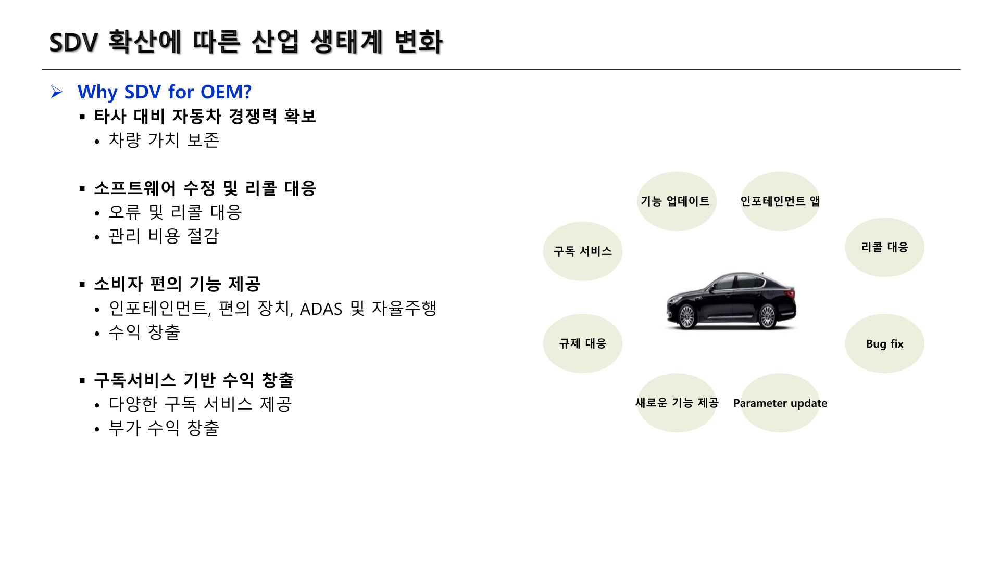 SDV 확산에 따른 산업 생태계 변화
➢ Why SDV for OEM?
▪ 타사 대비 자동차 경쟁력 확보
• 차량 가치 보존
▪ 소프트웨어 수정 및 리콜 대응
• 오류 및 리콜 대응
• 관리 비용 절감
▪ 소비자 편의 기능 제공
• 인포테인먼트, 편의 장치, ADAS 및 자율주행
• 수익 창출
▪ 구독서비스 기반 수익 창출
• 다양한 구독 서비스 제공
• 부가 수익 창출
기능 업데이트
인포테인먼트 앱
구독 서비스
리콜 대응
규제 대응
Bug fix
새로운 기능 제공
Parameter update